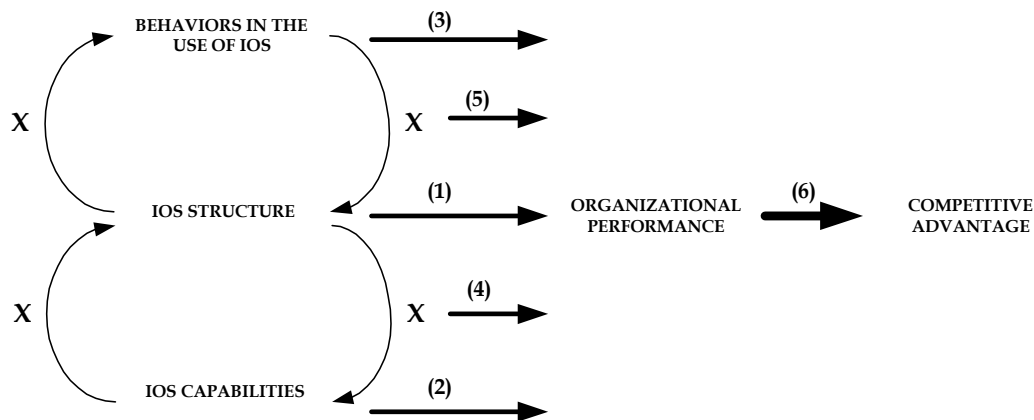 BEHAVIORS IN THE
USE OF IOS
(3)
X
X
(5)
IOS STRUCTURE
(1)
ORGANIZATIONAL
PERFORMANCE
(6)
COMPETITIVE
ADVANTAGE
X
X
(4)
IOS CAPABILITIES
(2)